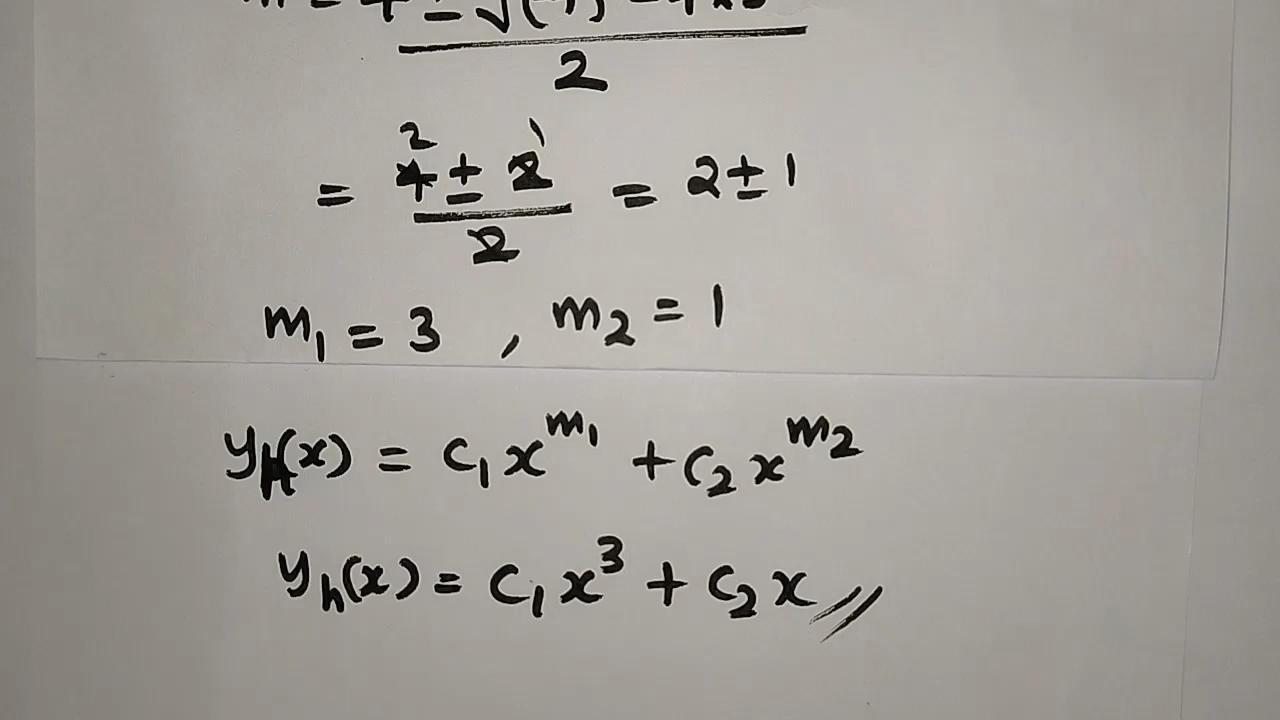 2
= 4 ± 2 / 2 = 2 ± 1
m₁ = 3 , m₂ = 1
yₕ(x) = c₁x^m₁ + c₂x^m₂
yₕ(x) = c₁x³ + c₂x //